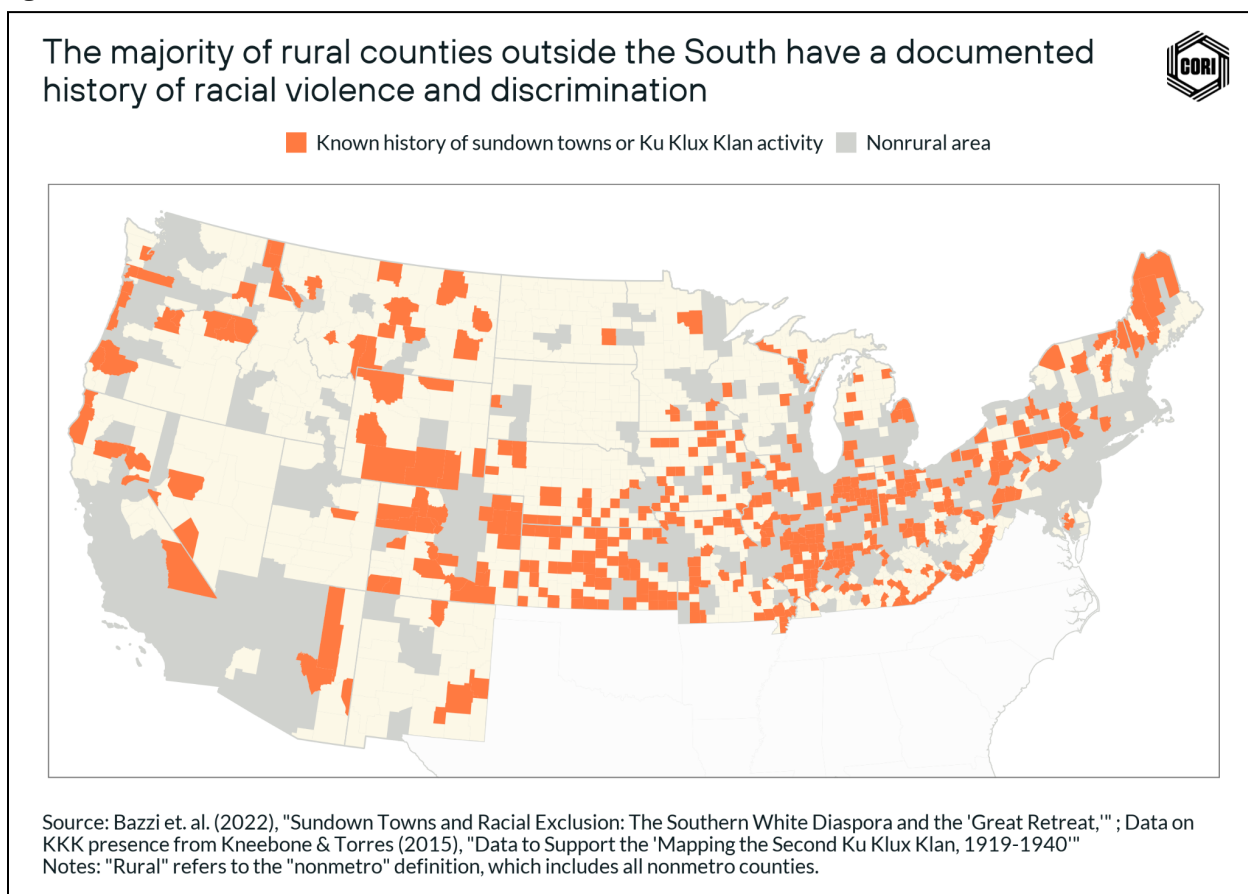 The majority of rural counties outside the South have a documented
history of racial violence and discrimination
CORI
Known history of sundown towns or Ku Klux Klan activity Nonrural area
Source: Bazzi et. al. (2022), "Sundown Towns and Racial Exclusion: The Southern White Diaspora and the 'Great Retreat,'" ; Data on
KKK presence from Kneebone & Torres (2015), "Data to Support the 'Mapping the Second Ku Klux Klan, 1919-1940'"
Notes: "Rural" refers to the "nonmetro" definition, which includes all nonmetro counties.